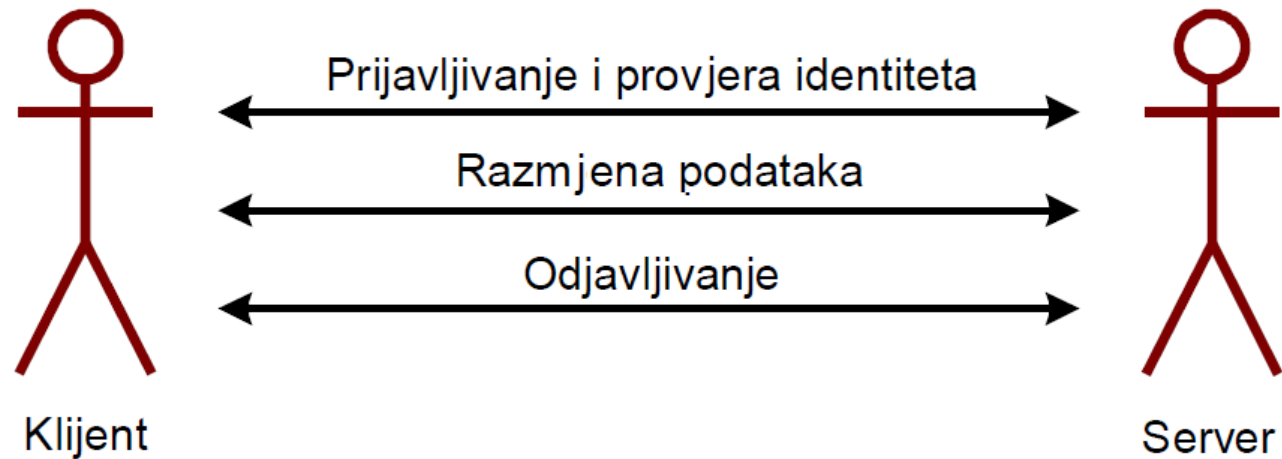 Prijavljivanje i provjera identiteta
Razmjena podataka
Odjavljivanje
Klijent
Server